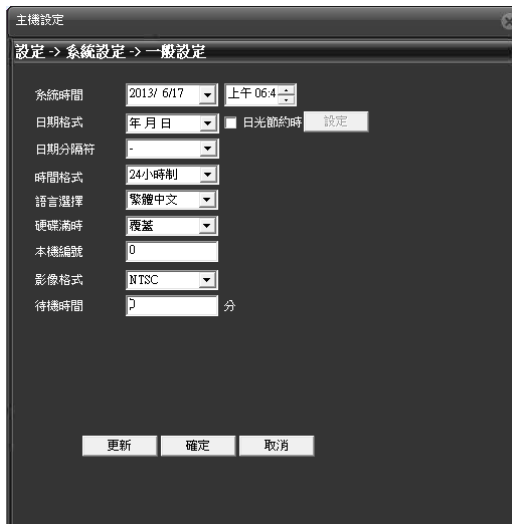 主機設定
設定 -> 系統設定 -> 一般設定
系統時間 2013/ 6/17 上午 06:4
日期格式 年 月 日 日光節約時 設定
日期分隔符 -
時間格式 24小時制
語言選擇 繁體中文
硬碟滿時 覆蓋
本機編號 0
影像格式 NTSC
待機時間 分
更新 確定 取消